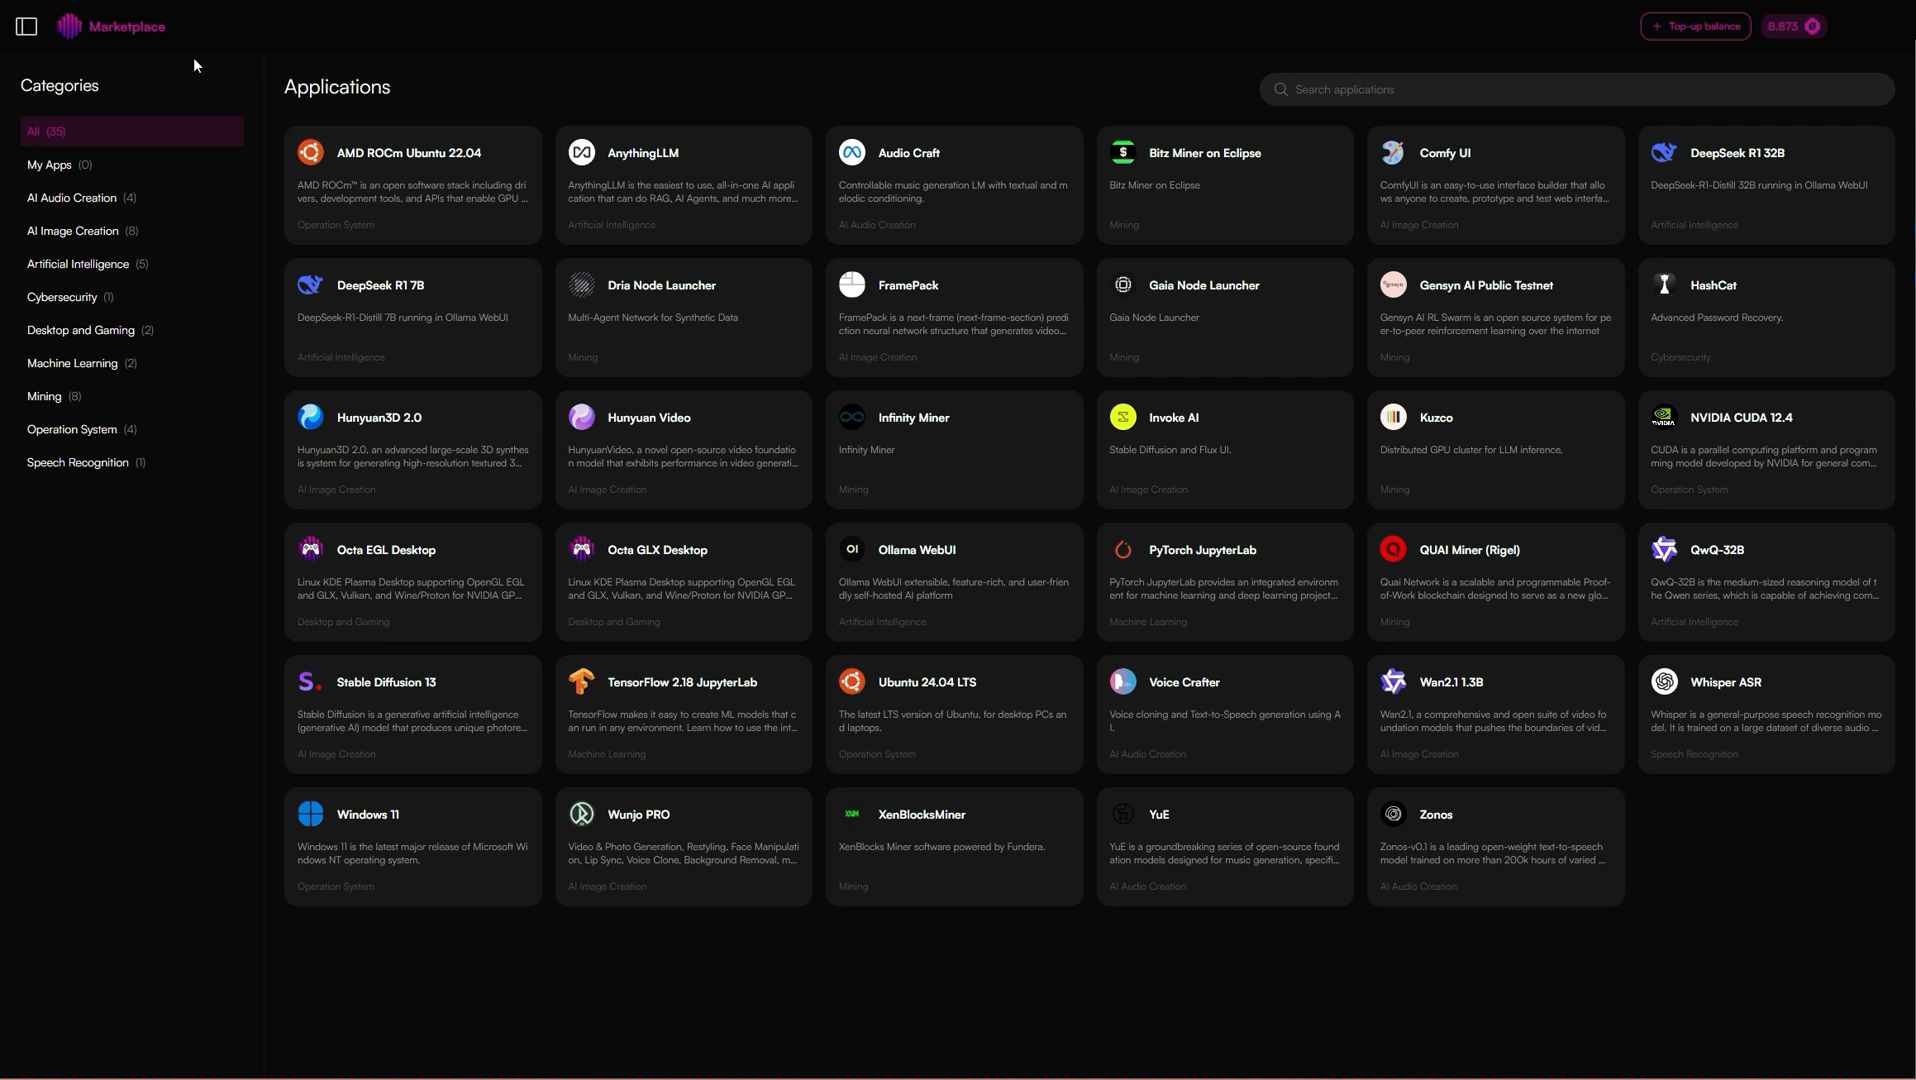 Marketplace
+ Top-up balance
8.873
Categories
All (35)
My Apps (0)
AI Audio Creation (4)
AI Image Creation (8)
Artificial Intelligence (5)
Cybersecurity (1)
Desktop and Gaming (2)
Machine Learning (2)
Mining (8)
Operation System (4)
Speech Recognition (1)
Applications
Search applications
AMD ROCm Ubuntu 22.04
AMD ROCm™ is an open software stack including dri
vers, development tools, and APIs that enable GPU ...
Operation System
AnythingLLM
AnythingLLM is the easiest to use, all-in-one AI appli
cation that can do RAG, AI Agents, and much more...
Artificial Intelligence
Audio Craft
Controllable music generation LM with textual and m
elodic conditioning.
AI Audio Creation
$
Bitz Miner on Eclipse
Bitz Miner on Eclipse
Mining
Comfy UI
ComfyUI is an easy-to-use interface builder that allo
ws anyone to create, prototype and test web interfa...
AI Image Creation
DeepSeek R1 32B
DeepSeek-R1-Distill 32B running in Ollama WebUI
Artificial Intelligence
DeepSeek R1 7B
DeepSeek-R1-Distill 7B running in Ollama WebUI
Artificial Intelligence
Dria Node Launcher
Multi-Agent Network for Synthetic Data
Mining
FramePack
FramePack is a next-frame (next-frame-section) predi
ction neural network structure that generates video...
AI Image Creation
Gaia Node Launcher
Gaia Node Launcher
Mining
gensyn
Gensyn AI Public Testnet
Gensyn AI RL Swarm is an open source system for pe
er-to-peer reinforcement learning over the internet
Mining
HashCat
Advanced Password Recovery.
Cybersecurity
Hunyuan3D 2.0
Hunyuan3D 2.0, an advanced large-scale 3D synthes
is system for generating high-resolution textured 3...
AI Image Creation
Hunyuan Video
HunyuanVideo, a novel open-source video foundatio
n model that exhibits performance in video generati...
AI Image Creation
Infinity Miner
Infinity Miner
Mining
Invoke AI
Stable Diffusion and Flux UI.
AI Image Creation
Kuzco
Distributed GPU cluster for LLM inference.
Mining
NVIDIA
NVIDIA CUDA 12.4
CUDA is a parallel computing platform and program
ming model developed by NVIDIA for general com...
Operation System
Octa EGL Desktop
Linux KDE Plasma Desktop supporting OpenGL EGL
and GLX, Vulkan, and Wine/Proton for NVIDIA GP...
Desktop and Gaming
Octa GLX Desktop
Linux KDE Plasma Desktop supporting OpenGL EGL
and GLX, Vulkan, and Wine/Proton for NVIDIA GP...
Desktop and Gaming
OI
Ollama WebUI
Ollama WebUI extensible, feature-rich, and user-frien
dly self-hosted AI platform
Artificial Intelligence
PyTorch JupyterLab
PyTorch JupyterLab provides an integrated environm
ent for machine learning and deep learning project...
Machine Learning
QUAI Miner (Rigel)
Quai Network is a scalable and programmable Proof-
of-Work blockchain designed to serve as a new glo...
Mining
QwQ-32B
QwQ-32B is the medium-sized reasoning model of t
he Qwen series, which is capable of achieving com...
Artificial Intelligence
S.
Stable Diffusion 13
Stable Diffusion is a generative artificial intelligence
(generative AI) model that produces unique photore...
AI Image Creation
TensorFlow 2.18 JupyterLab
TensorFlow makes it easy to create ML models that c
an run in any environment. Learn how to use the int...
Machine Learning
Ubuntu 24.04 LTS
The latest LTS version of Ubuntu, for desktop PCs an
d laptops.
Operation System
Voice Crafter
Voice cloning and Text-to-Speech generation using A
I.
AI Audio Creation
Wan2.1 1.3B
Wan2.1, a comprehensive and open suite of video fo
undation models that pushes the boundaries of vid...
AI Image Creation
Whisper ASR
Whisper is a general-purpose speech recognition mo
del. It is trained on a large dataset of diverse audio ...
Speech Recognition
Windows 11
Windows 11 is the latest major release of Microsoft Wi
ndows NT operating system.
Operation System
Wunjo PRO
Video & Photo Generation, Restyling, Face Manipulati
on, Lip Sync, Voice Clone, Background Removal, m...
AI Image Creation
XNM
XenBlocksMiner
XenBlocks Miner software powered by Fundera.
Mining
YuE
YuE is a groundbreaking series of open-source found
ation models designed for music generation, specifi...
AI Audio Creation
Zonos
Zonos-v0.1 is a leading open-weight text-to-speech
model trained on more than 200k hours of varied ...
AI Audio Creation